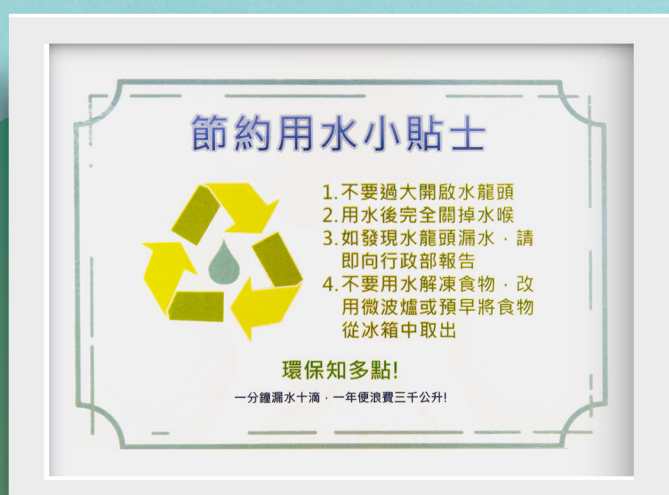 節約用水小貼士
1.不要過大開啟水龍頭
2.用水後完全關掉水喉
3.如發現水龍頭漏水，請
即向行政部報告
4.不要用水解凍食物，改
用微波爐或預早將食物
從冰箱中取出
環保知多點!
一分鐘漏水十滴，一年便浪費三千公升!